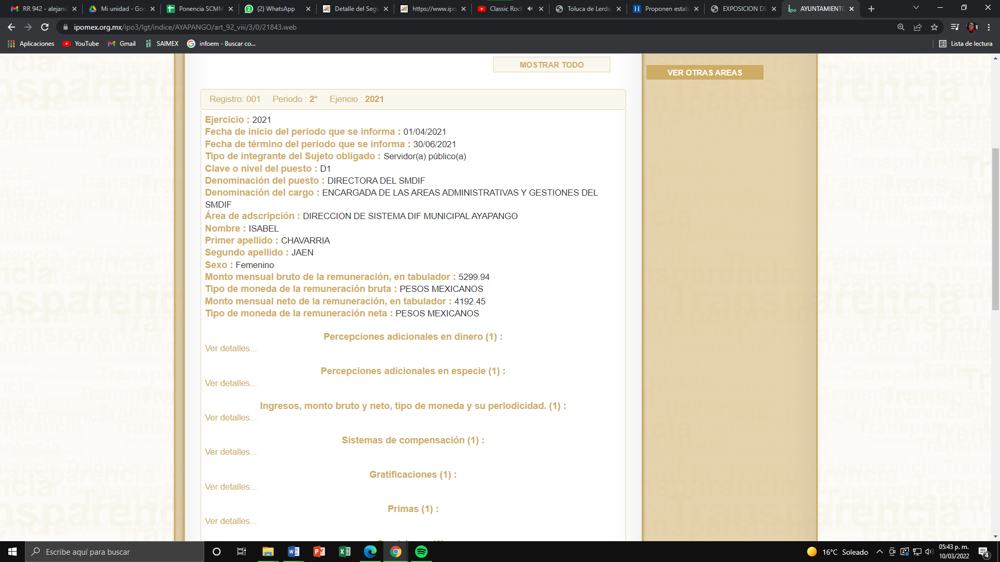 RR 942 - alejand
Mi unidad - Goo
Ponencia SCMM
(2) WhatsApp
Detalle del Segu
https://www.ipo
Classic Rock
Toluca de Lerdo
Proponen estab
EXPOSICION DE
AYUNTAMIENTO
ipomex.org.mx/ipo3/lgt/indice/AYAPANGO/art_92_viii/3/0/21843.web
Aplicaciones
YouTube
Gmail
SAIMEX
infoem - Buscar co...
Lista de lectura
MOSTRAR TODO
VER OTRAS AREAS
Registro: 001 Periodo : 2° Ejericio : 2021
Ejercicio : 2021
Fecha de inicio del periodo que se informa : 01/04/2021
Fecha de término del periodo que se informa : 30/06/2021
Tipo de integrante del Sujeto obligado : Servidor(a) público(a)
Clave o nivel del puesto : D1
Denominación del puesto : DIRECTORA DEL SMDIF
Denominación del cargo : ENCARGADA DE LAS AREAS ADMINISTRATIVAS Y GESTIONES DEL
SMDIF
Área de adscripción : DIRECCION DE SISTEMA DIF MUNICIPAL AYAPANGO
Nombre : ISABEL
Primer apellido : CHAVARRIA
Segundo apellido : JAEN
Sexo : Femenino
Monto mensual bruto de la remuneración, en tabulador : 5299.94
Tipo de moneda de la remuneración bruta : PESOS MEXICANOS
Monto mensual neto de la remuneración, en tabulador : 4192.45
Tipo de moneda de la remuneración neta : PESOS MEXICANOS
Percepciones adicionales en dinero (1) :
Ver detalles...
Percepciones adicionales en especie (1) :
Ver detalles...
Ingresos, monto bruto y neto, tipo de moneda y su periodicidad. (1) :
Ver detalles...
Sistemas de compensación (1) :
Ver detalles...
Gratificaciones (1) :
Ver detalles...
Primas (1) :
Ver detalles...
Escribe aquí para buscar
16°C Soleado
05:43 p. m.
10/03/2022
4